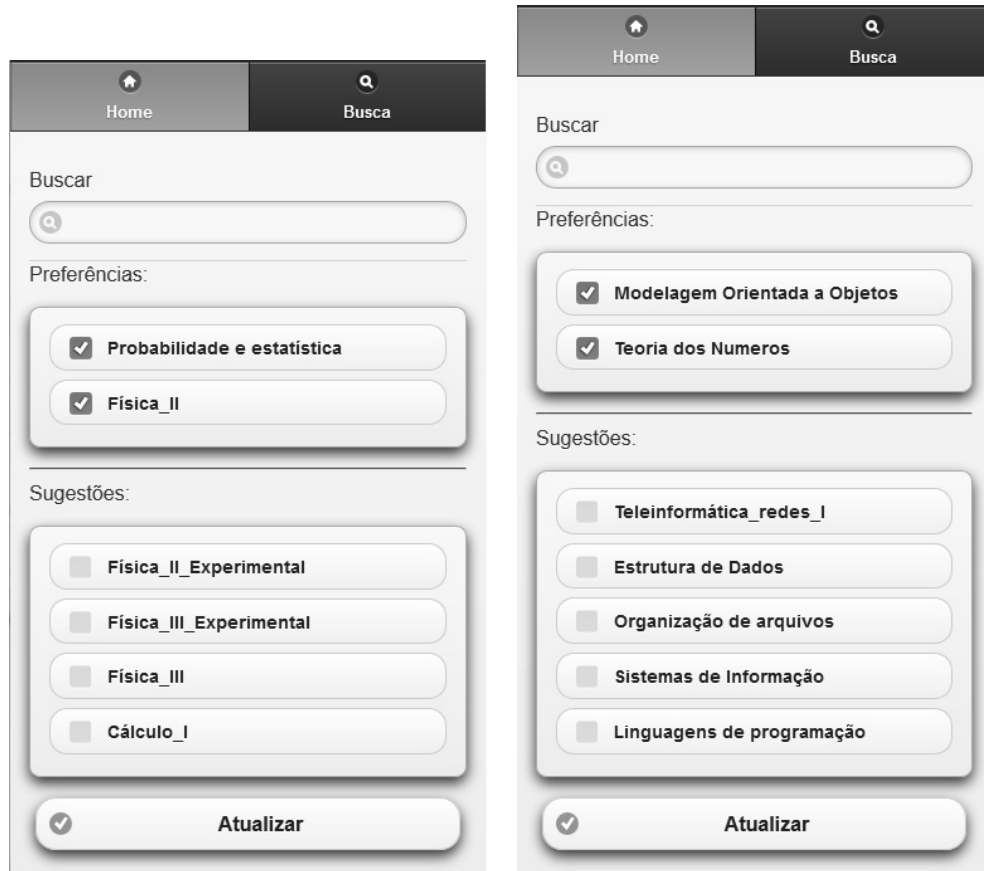 Home
Busca
Buscar
Preferências:
Probabilidade e estatística
Física_II
Sugestões:
Física_II_Experimental
Física_III_Experimental
Física_III
Cálculo_I
Atualizar
Home
Busca
Buscar
Preferências:
Modelagem Orientada a Objetos
Teoria dos Numeros
Sugestões:
Teleinformática_redes_I
Estrutura de Dados
Organização de arquivos
Sistemas de Informação
Linguagens de programação
Atualizar